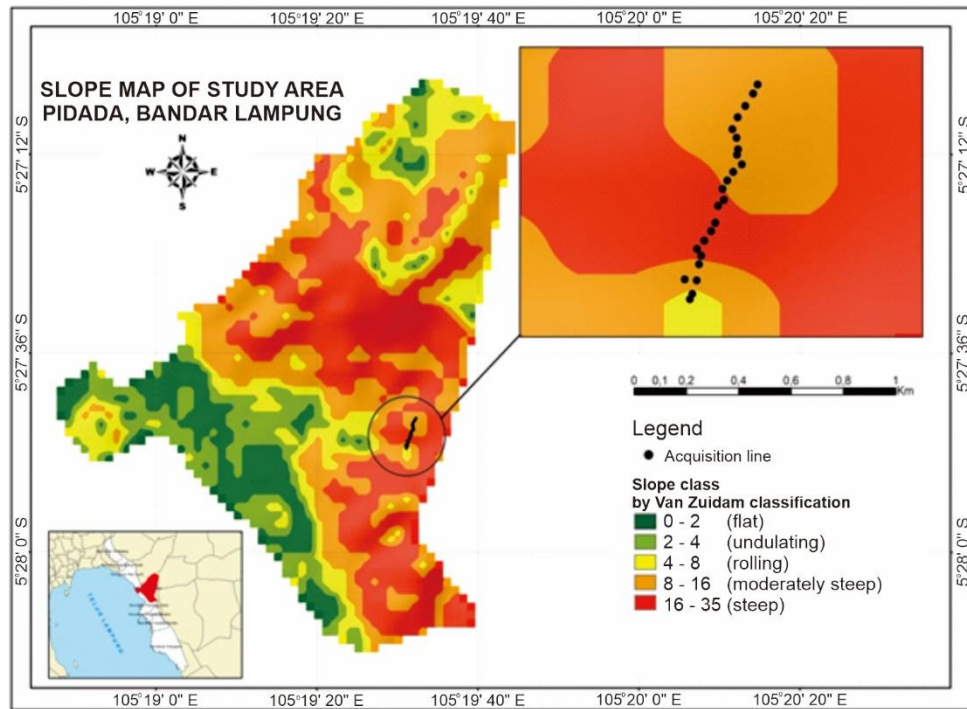 105°19' 0" E
105°19' 20" E
105°19' 40" E
105°20' 0" E
105°20' 20" E
SLOPE MAP OF STUDY AREA
PIDADA, BANDAR LAMPUNG
N
W
E
S
5°27' 12" S
5°27' 12" S
5°27' 36" S
5°27' 36" S
5°28' 0" S
5°28' 0" S
0 0,1 0,2 0,4 0,6 0,8 1
Km
Legend
Acquisition line
Slope class
by Van Zuidam classification
0 - 2 (flat)
2 - 4 (undulating)
4 - 8 (rolling)
8 - 16 (moderately steep)
16 - 35 (steep)
105°19' 0" E
105°19' 20" E
105°19' 40" E
105°20' 0" E
105°20' 20" E